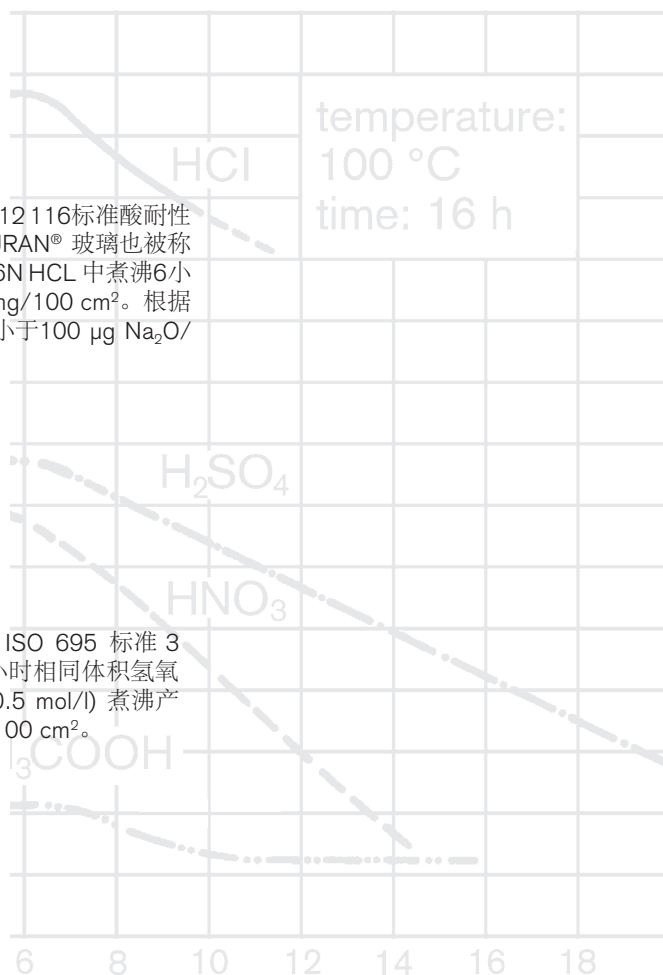 temperature:
HCl
100 °C
time: 16 h
12 116标准酸耐性
RAN® 玻璃也被称
6N HCL 中煮沸6小
mg/100 cm²。根据
小于100 µg Na₂O/
H₂SO₄
HNO₃
ISO 695 标准 3
小时相同体积氢氧
0.5 mol/l) 煮沸产
00 cm²。
₃COOH
6 8 10 12 14 16 18